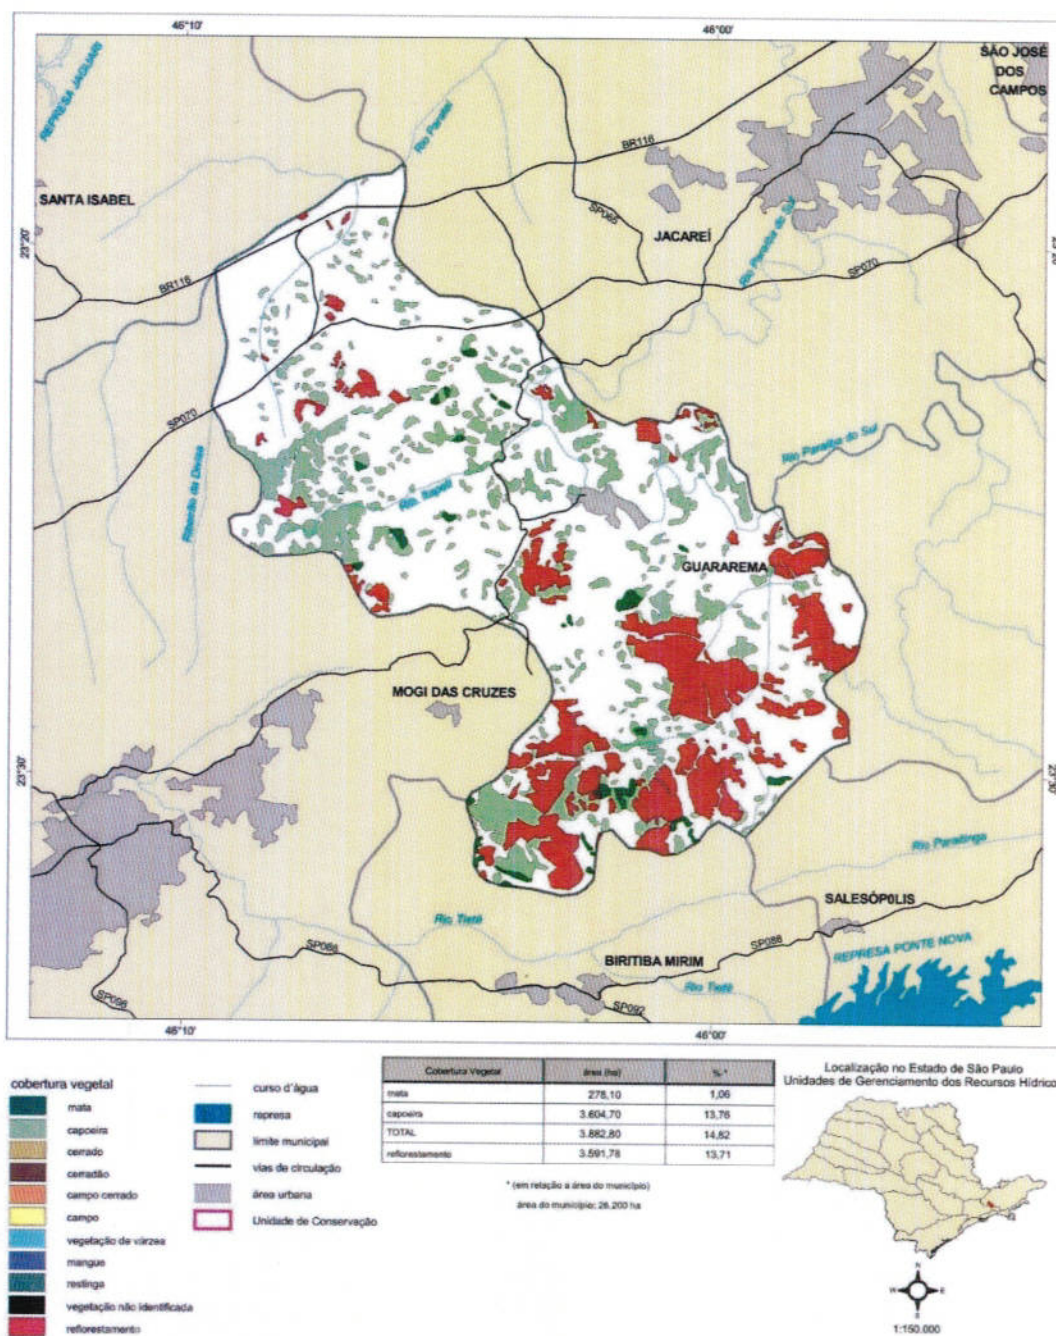 46°10'
46°00'
SÃO JOSÉ
DOS
CAMPOS
REPRESA JAGUARI
Rio Parateí
BR116
SANTA ISABEL
SP065
JACAREÍ
Rio Paraíba do Sul
23°20'
23°20'
BR116
SP070
SP070
Rio Paraíba do Sul
Ribeirão da Divisa
Rio Itapeti
GUARAREMA
MOGI DAS CRUZES
23°30'
23°30'
Rio Paraitinga
SALESÓPOLIS
Rio Tietê
SP088
SP088
REPRESA PONTE NOVA
BIRITIBA MIRIM
Rio Tietê
SP098
SP092
46°10'
46°00'
cobertura vegetal
mata
capoeira
cerrado
cerradão
campo cerrado
campo
vegetação de várzea
mangue
restinga
vegetação não identificada
reflorestamento
curso d'água
represa
limite municipal
vias de circulação
área urbana
Unidade de Conservação
Cobertura Vegetal área (ha) % *
mata 278,10 1,06
capoeira 3.604,70 13,76
TOTAL 3.882,80 14,82
reflorestamento 3.591,78 13,71
* (em relação a área do município)
área do município: 26.200 ha
Localização no Estado de São Paulo
Unidades de Gerenciamento dos Recursos Hídricos
N
W E
S
1:150.000